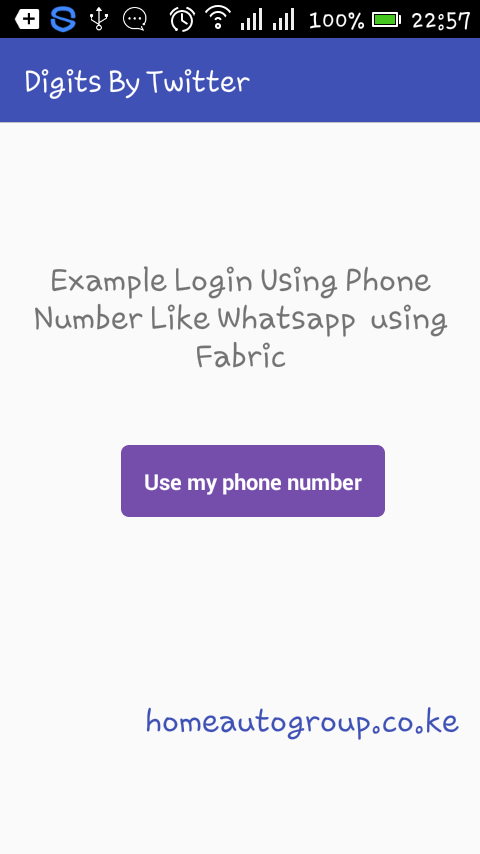 100% 22:57
Digits By Twitter
Example Login Using Phone
Number Like Whatsapp  using
Fabric
Use my phone number
homeautogroup.co.ke